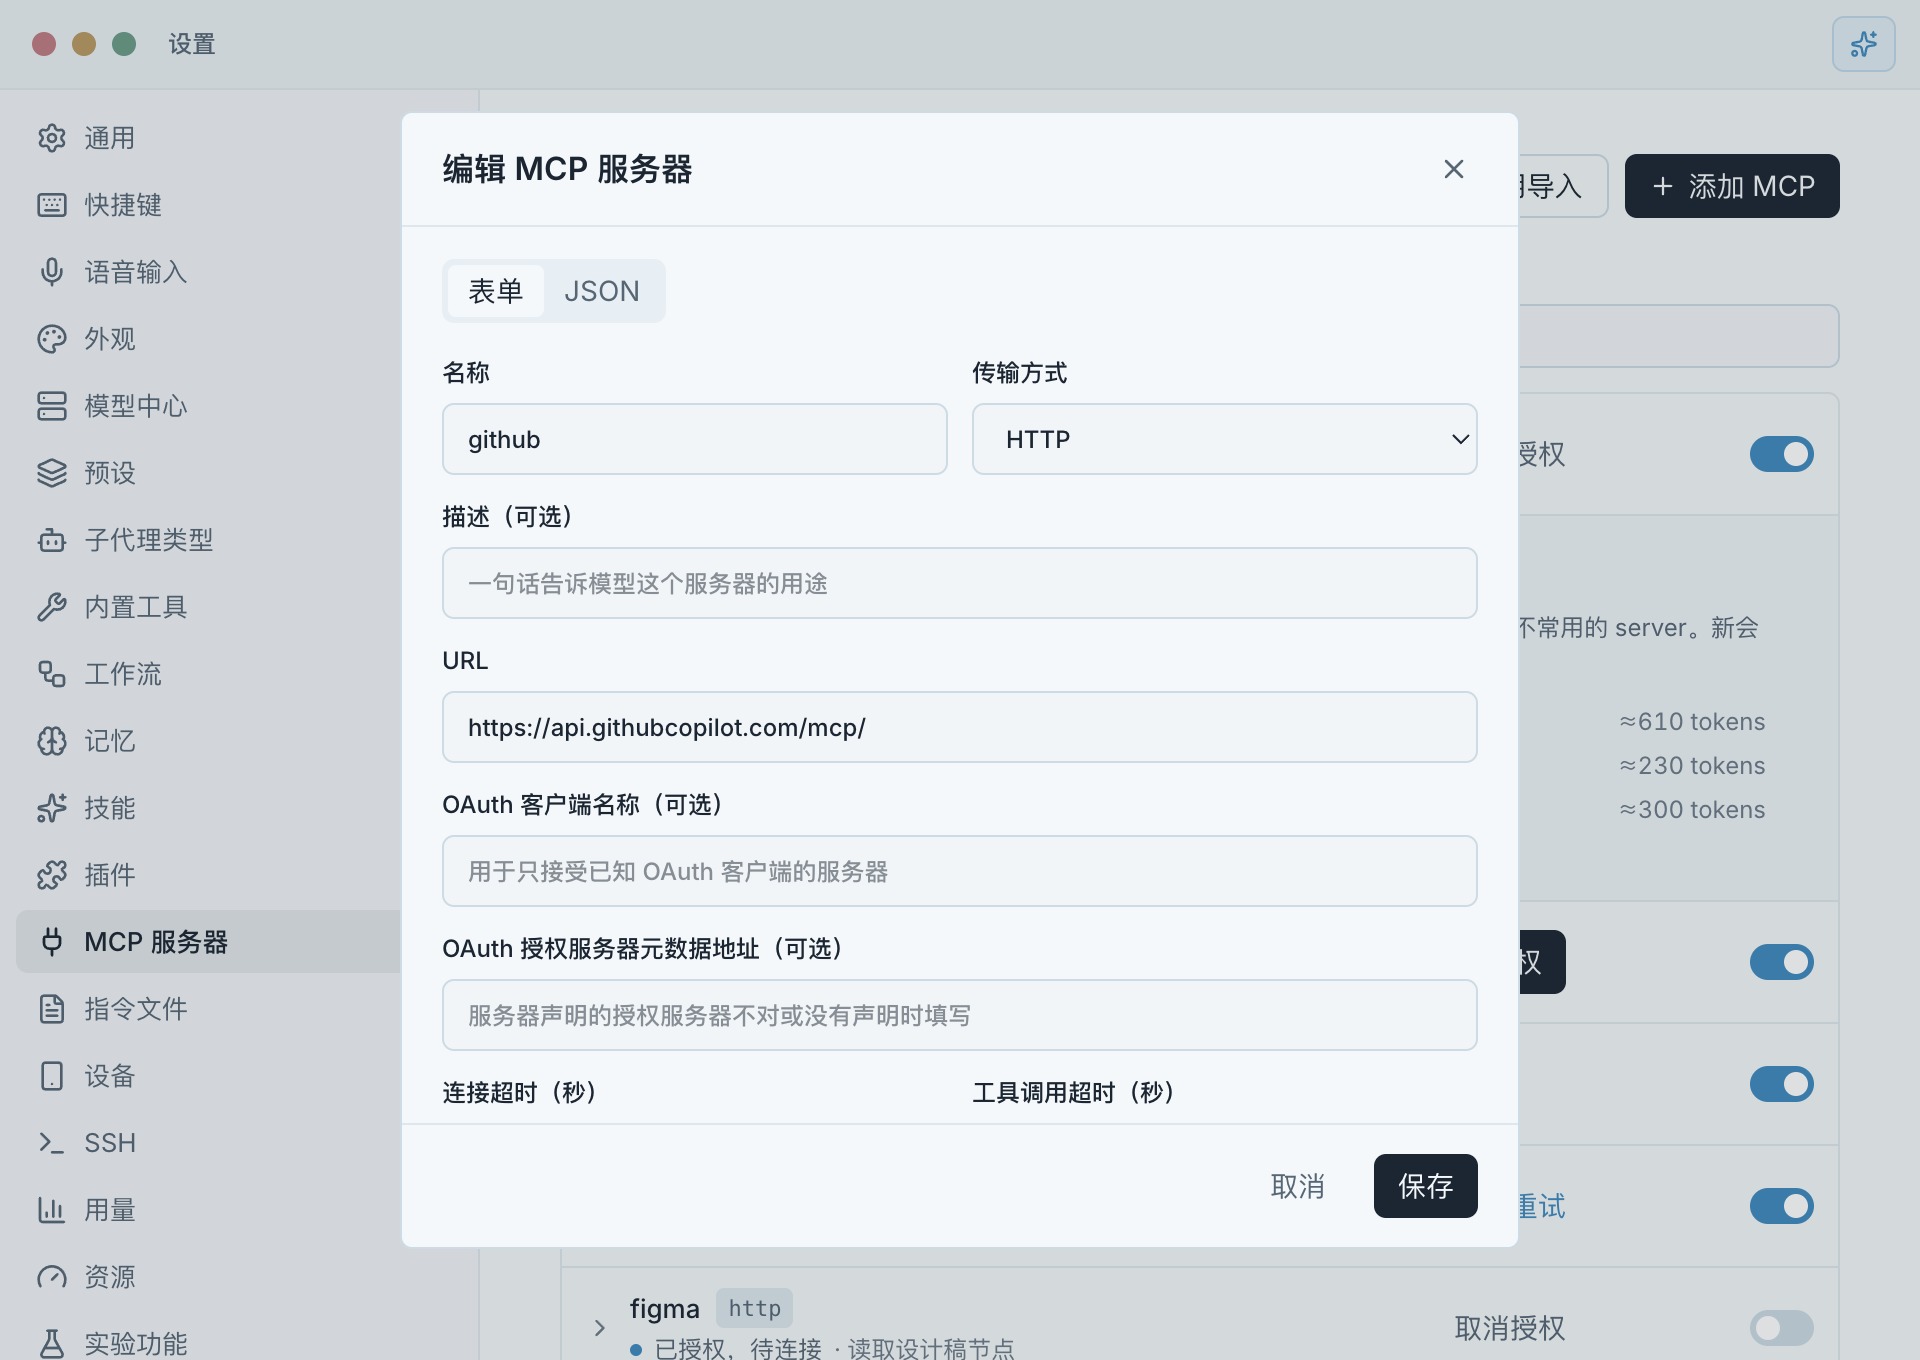 设置
通用
快捷键
语音输入
外观
模型中心
预设
子代理类型
内置工具
工作流
记忆
技能
插件
MCP 服务器
指令文件
设备
SSH
用量
资源
实验功能
导入
添加 MCP
授权
不常用的 server。新会
≈610 tokens
≈230 tokens
≈300 tokens
权
重试
编辑 MCP 服务器
表单 JSON
名称 传输方式
github HTTP
描述（可选）
一句话告诉模型这个服务器的用途
URL
https://api.githubcopilot.com/mcp/
OAuth 客户端名称（可选）
用于只接受已知 OAuth 客户端的服务器
OAuth 授权服务器元数据地址（可选）
服务器声明的授权服务器不对或没有声明时填写
连接超时（秒） 工具调用超时（秒）
取消 保存
figma http
已授权，待连接 · 读取设计稿节点
取消授权